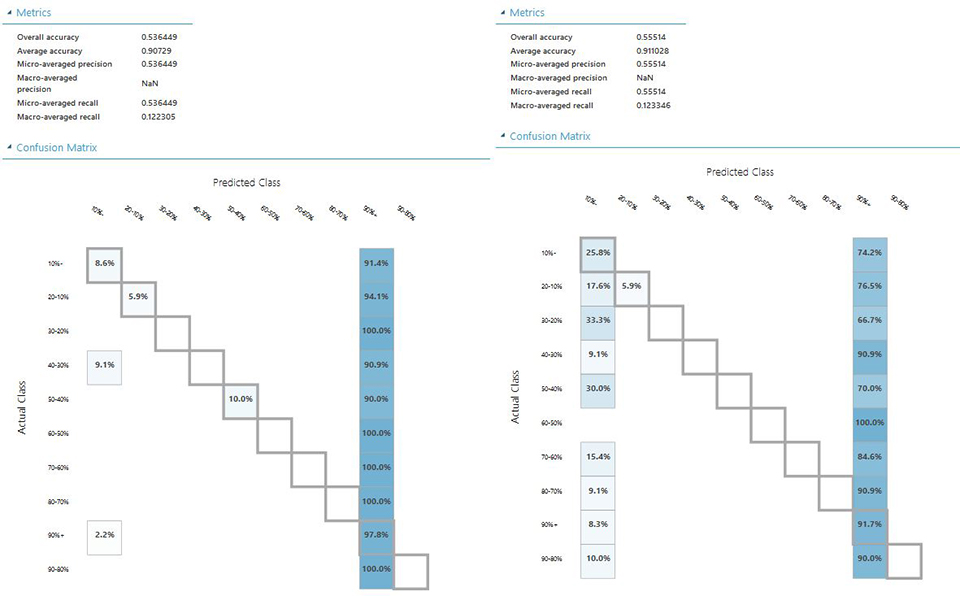 Metrics
Overall accuracy 0.536449
Average accuracy 0.90729
Micro-averaged precision 0.536449
Macro-averaged
precision NaN
Micro-averaged recall 0.536449
Macro-averaged recall 0.122305
Confusion Matrix
Predicted Class
10%- 20-10% 30-20% 40-30% 50-40% 60-50% 70-60% 80-70% 90%+ 90-80%
Actual Class
10%- 8.6% 91.4%
20-10% 5.9% 94.1%
30-20% 100.0%
40-30% 9.1% 90.9%
50-40% 10.0% 90.0%
60-50% 100.0%
70-60% 100.0%
80-70% 100.0%
90%+ 2.2% 97.8%
90-80% 100.0%
Metrics
Overall accuracy 0.55514
Average accuracy 0.911028
Micro-averaged precision 0.55514
Macro-averaged precision NaN
Micro-averaged recall 0.55514
Macro-averaged recall 0.123346
Confusion Matrix
Predicted Class
10%- 20-10% 30-20% 40-30% 50-40% 60-50% 70-60% 80-70% 90%+ 90-80%
Actual Class
10%- 25.8% 74.2%
20-10% 17.6% 5.9% 76.5%
30-20% 33.3% 66.7%
40-30% 9.1% 90.9%
50-40% 30.0% 70.0%
60-50% 100.0%
70-60% 15.4% 84.6%
80-70% 9.1% 90.9%
90%+ 8.3% 91.7%
90-80% 10.0% 90.0%